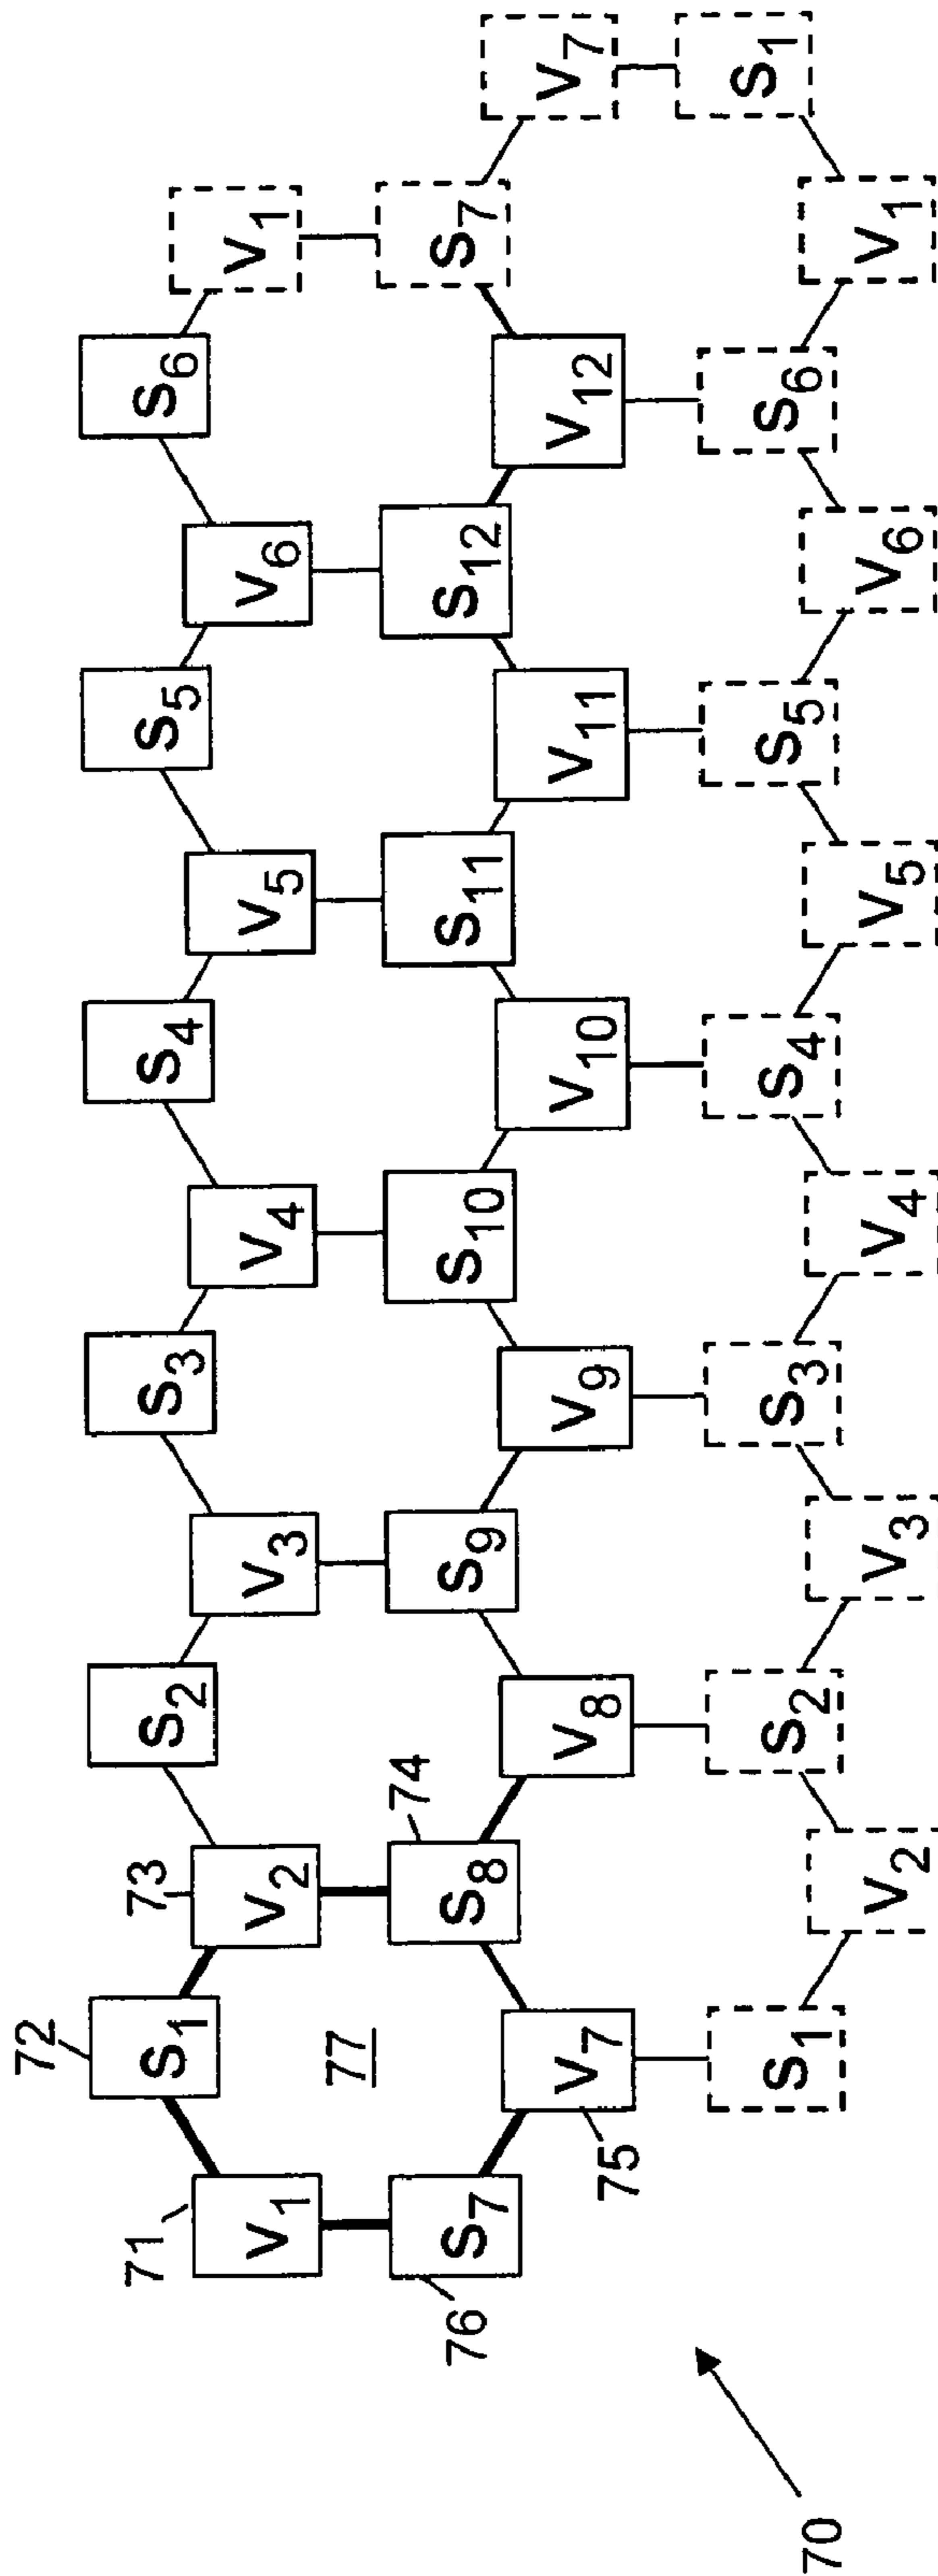 72 73
S1 S2 S3 S4 S5 S6
71
V1 V2 V3 V4 V5 V6 V1
77 74
S7 S8 S9 S10 S11 S12 S7
76
V7 V8 V9 V10 V11 V12 V7
75
S1 S2 S3 S4 S5 S6 S1
V2 V3 V4 V5 V6 V1
70